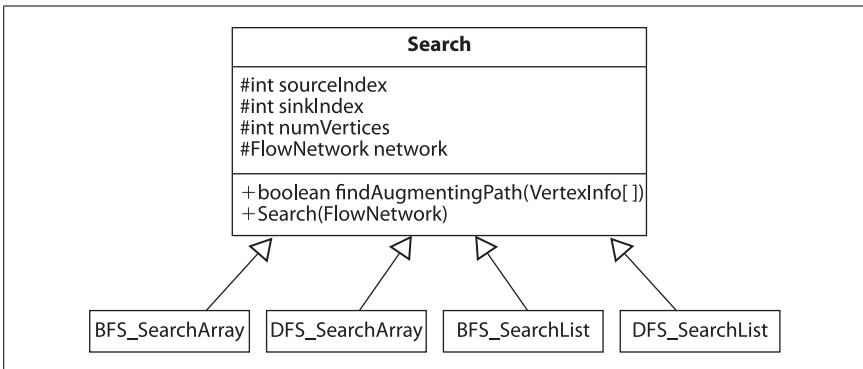 Search
#int sourceIndex
#int sinkIndex
#int numVertices
#FlowNetwork network
+boolean findAugmentingPath(VertexInfo[ ])
+Search(FlowNetwork)
BFS_SearchArray
DFS_SearchArray
BFS_SearchList
DFS_SearchList